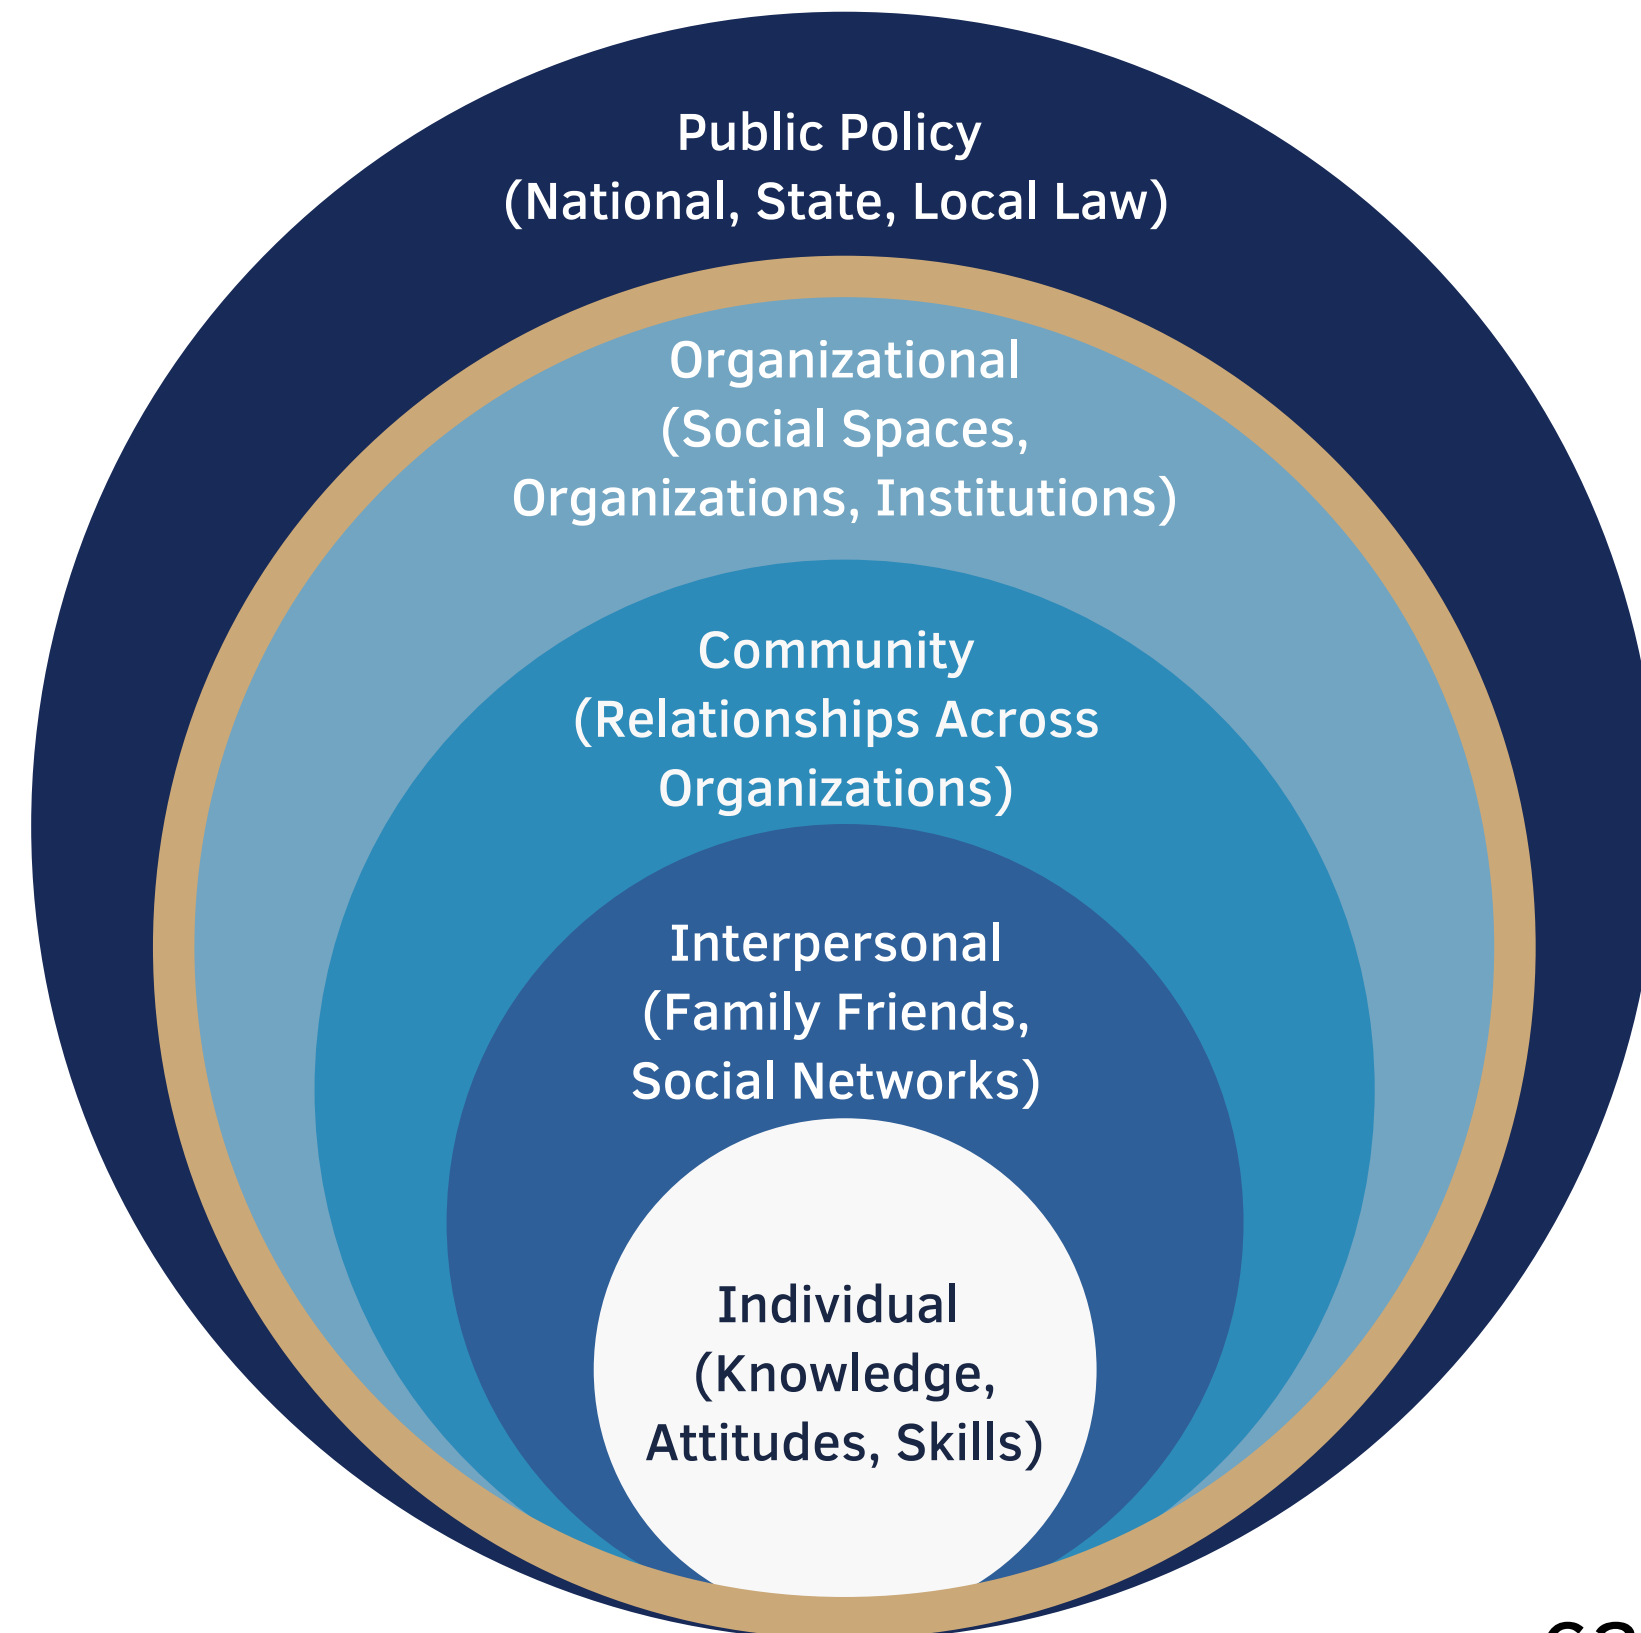 Public Policy
(National, State, Local Law)
Organizational
(Social Spaces,
Organizations, Institutions)
Community
(Relationships Across
Organizations)
Interpersonal
(Family Friends,
Social Networks)
Individual
(Knowledge,
Attitudes, Skills)